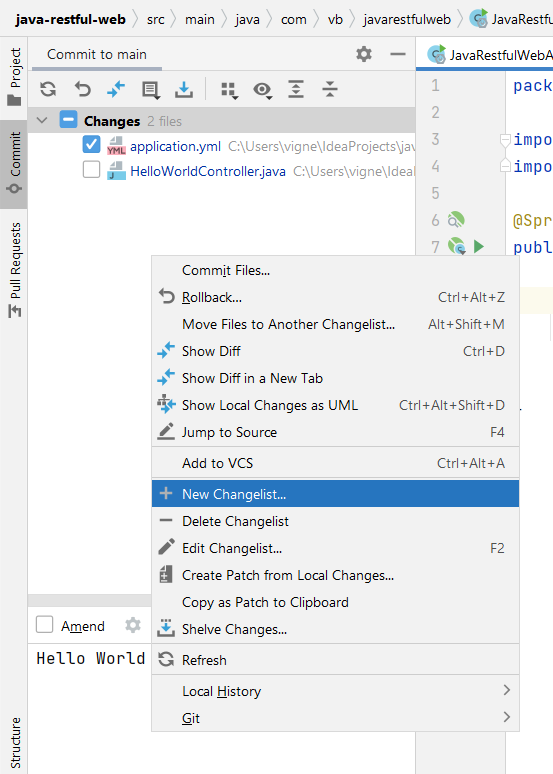 java-restful-web 〉 src 〉 main 〉 java 〉 com 〉 vb 〉 javarestfulweb 〉 JavaRestfu
Project
Commit
Pull Requests
Structure
Commit to main
Changes 2 files
application.yml C:\Users\vigne\IdeaProjects\jav
HelloWorldController.java C:\Users\vigne\Idea
Commit Files...
Rollback... Ctrl+Alt+Z
Move Files to Another Changelist... Alt+Shift+M
Show Diff Ctrl+D
Show Diff in a New Tab
Show Local Changes as UML Ctrl+Alt+Shift+D
Jump to Source F4
Add to VCS Ctrl+Alt+A
New Changelist...
Delete Changelist
Edit Changelist... F2
Create Patch from Local Changes...
Copy as Patch to Clipboard
Shelve Changes...
Refresh
Local History
Git
Amend
Hello World
JavaRestfulWebA
1 pack
2
3 impo
4 impo
5
6 @Spr
7 publ